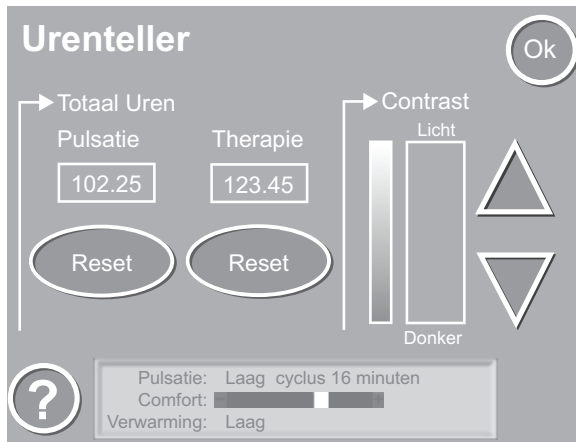 Urenteller
Ok
Totaal Uren
Pulsatie Therapie
102.25 123.45
Reset Reset
Contrast
Licht
Donker
?
Pulsatie: Laag cyclus 16 minuten
Comfort: - +
Verwarming: Laag